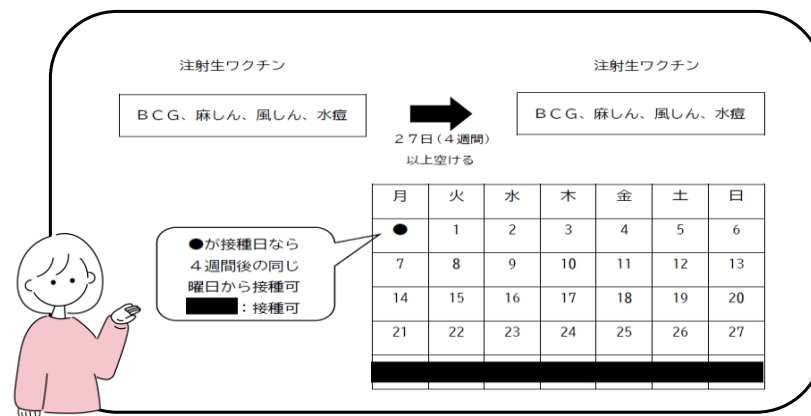 注射生ワクチン
注射生ワクチン
ＢＣＧ、麻しん、風しん、水痘
ＢＣＧ、麻しん、風しん、水痘
２７日（４週間）
以上空ける
月 火 水 木 金 土 日
● 1 2 3 4 5 6
7 8 9 10 11 12 13
14 15 16 17 18 19 20
21 22 23 24 25 26 27
●が接種日なら
４週間後の同じ
曜日から接種可
：接種可